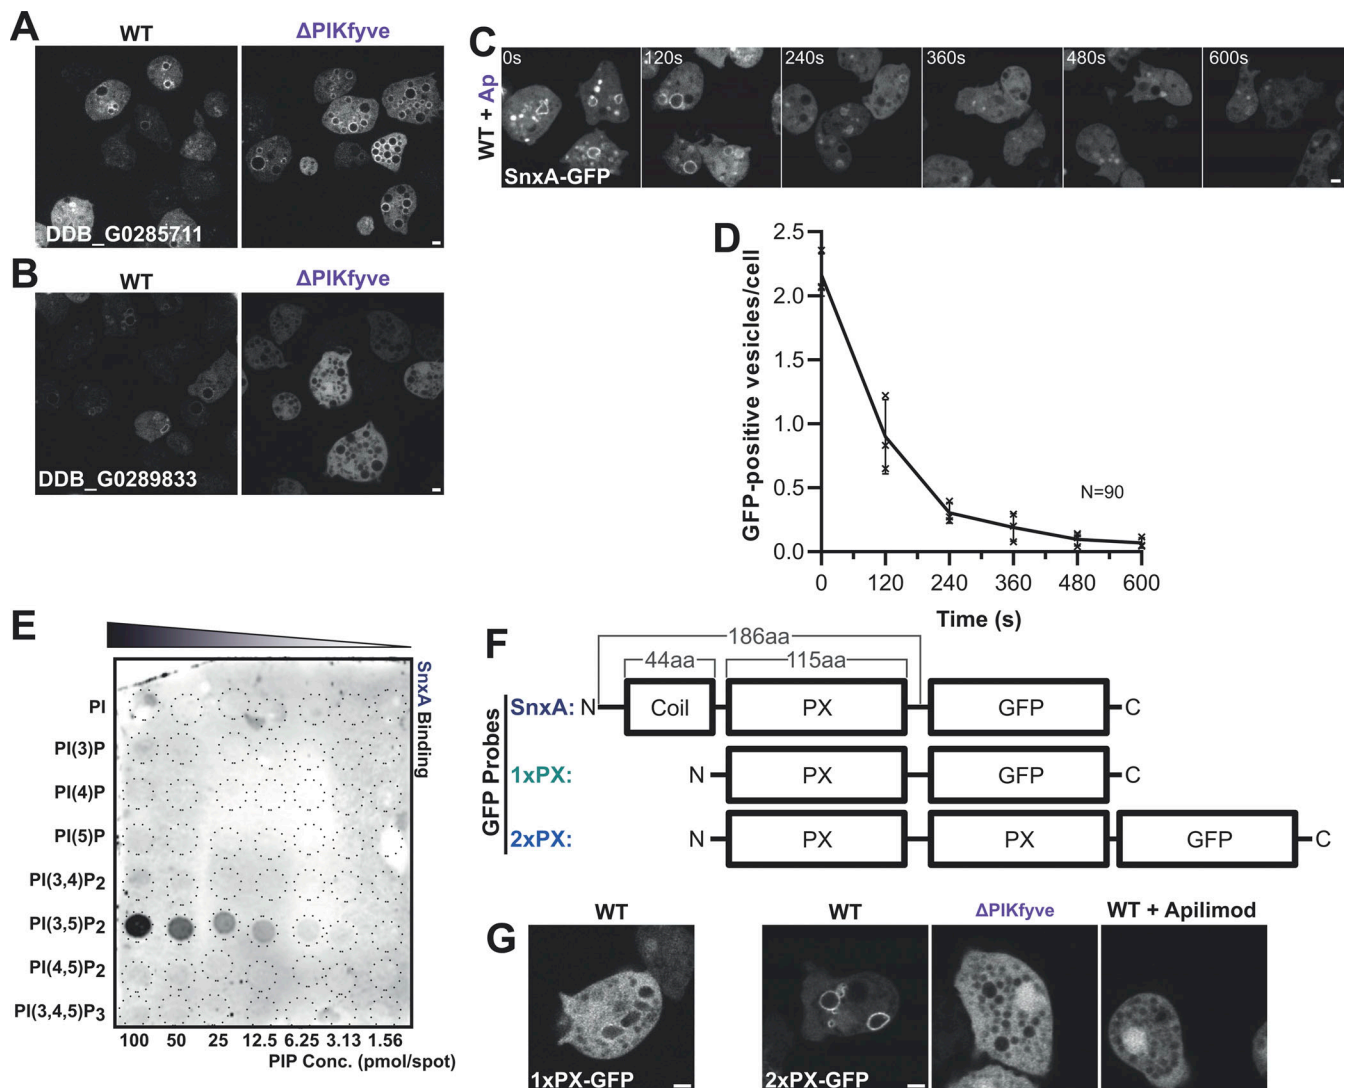 A
WT
ΔPIKfyve
DDB_G0285711
B
WT
ΔPIKfyve
DDB_G0289833
C
WT + Ap
0s
120s
240s
360s
480s
600s
SnxA-GFP
D
GFP-positive vesicles/cell
2.5
2.0
1.5
1.0
0.5
0.0
N=90
0
120
240
360
480
600
Time (s)
E
SnxA Binding
PI
PI(3)P
PI(4)P
PI(5)P
PI(3,4)P2
PI(3,5)P2
PI(4,5)P2
PI(3,4,5)P3
100
50
25
12.5
6.25
3.13
1.56
PIP Conc. (pmol/spot)
F
GFP Probes
186aa
44aa
115aa
SnxA: N Coil PX GFP C
1xPX: N PX GFP C
2xPX: N PX PX GFP C
G
WT
WT
ΔPIKfyve
WT + Apilimod
1xPX-GFP
2xPX-GFP